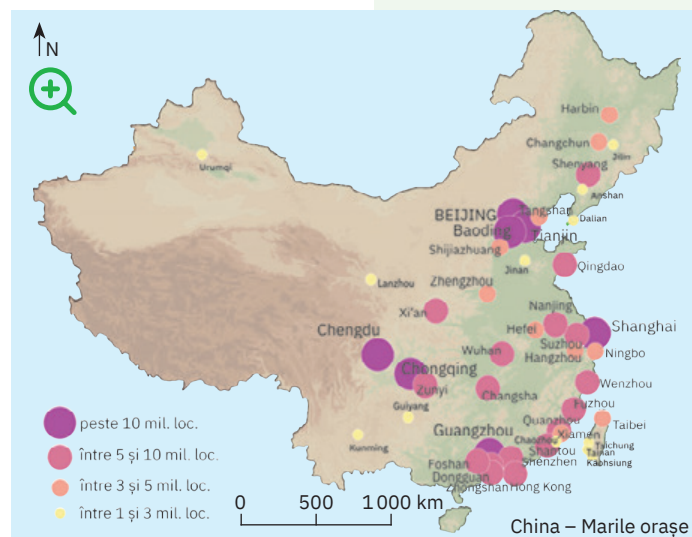 N
Harbin
Changchun
Jilin
Shenyang
Anshan
Urumqi
BEIJING
Tangshan
Dalian
Baoding
Tianjin
Shijiazhuang
Jinan
Qingdao
Lanzhou
Zhengzhou
Xi'an
Nanjing
Chengdu
Hefei
Shanghai
Suzhou
Wuhan
Hangzhou
Ningbo
Chongqing
Zunyi
Changsha
Wenzhou
Guiyang
Fuzhou
Quanzhou
Taibei
Kunming
Guangzhou
Chaozhou
Xiamen
Taichung
Shantou
Tainan
Foshan
Shenzhen
Kaohsiung
Dongguan
Zhongshan
Hong Kong
peste 10 mil. loc.
între 5 și 10 mil. loc.
între 3 și 5 mil. loc.
între 1 și 3 mil. loc.
0 500 1 000 km
China – Marile orașe